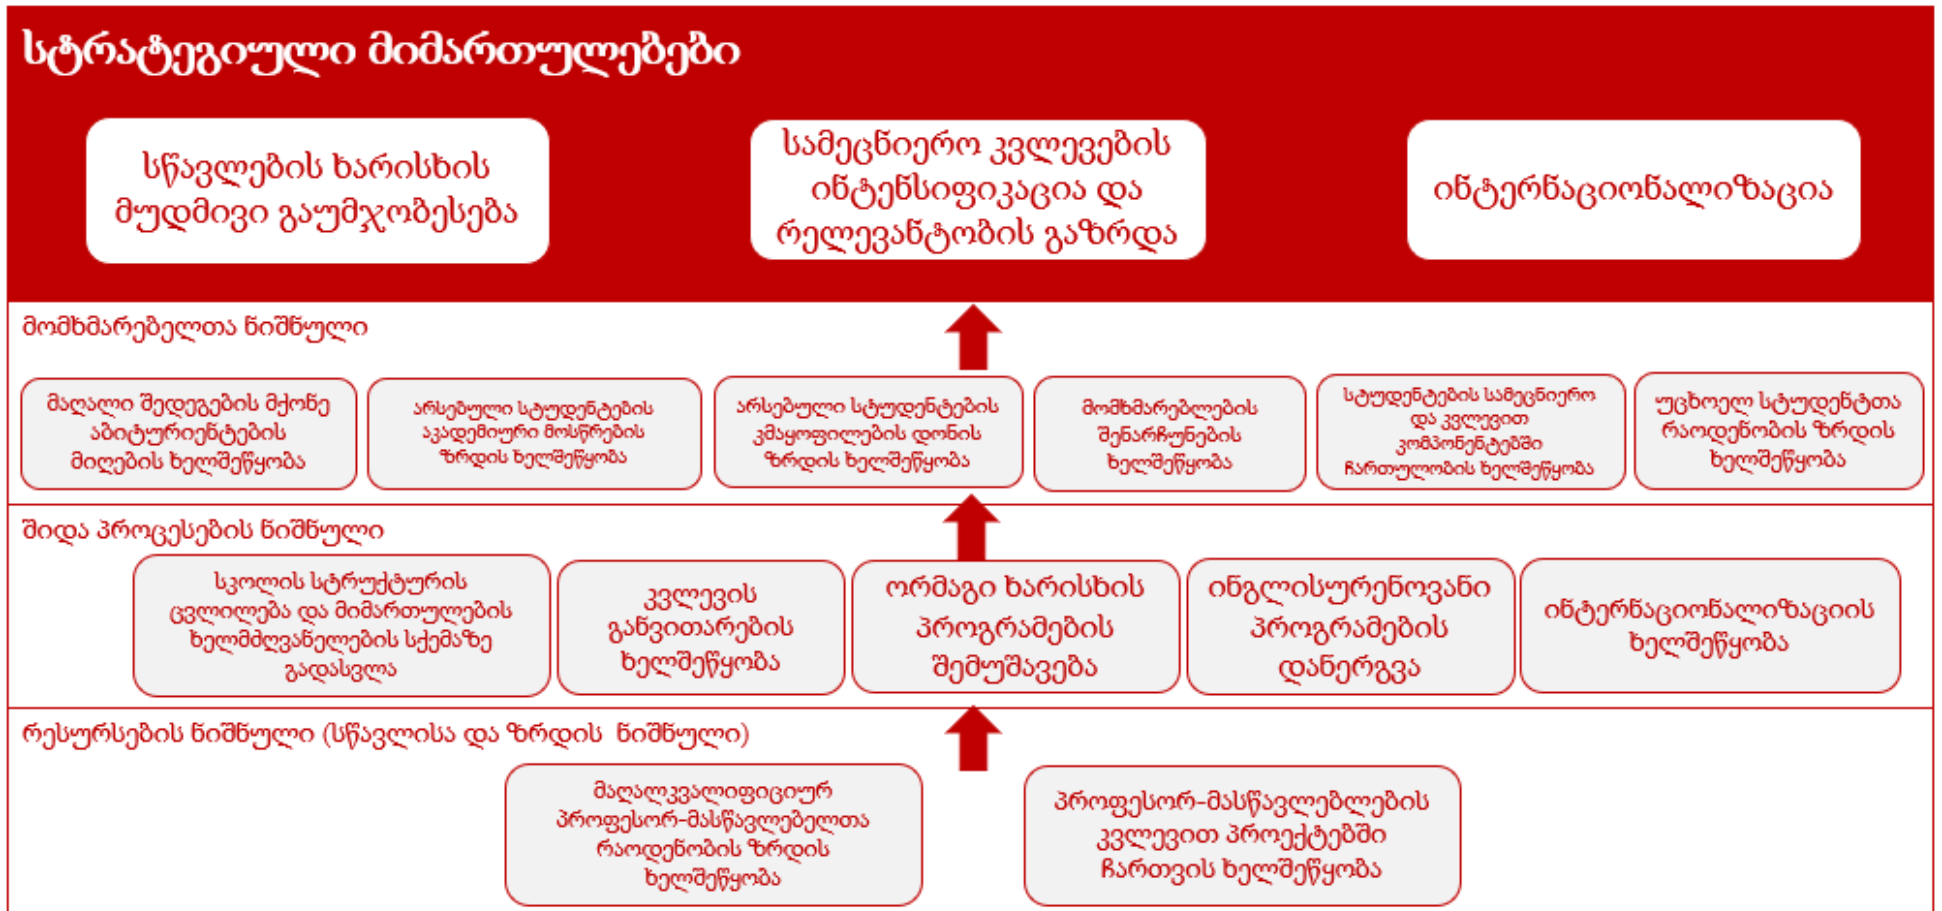 სტრატეგიული მიმართულებები
სწავლების ხარისხის
მუდმივი გაუმჯობესება
სამეცნიერო კვლევების
ინტენსიფიკაცია და
რელევანტობის გაზრდა
ინტერნაციონალიზაცია
მომხმარებელთა ნიშნული
მაღალი შედეგების მქონე
აბიტურიენტების
მიღების ხელშეწყობა
არსებული სტუდენტების
აკადემიური მოსწრების
ზრდის ხელშეწყობა
არსებული სტუდენტების
კმაყოფილების დონის
ზრდის ხელშეწყობა
მომხმარებლების
შენარჩუნების
ხელშეწყობა
სტუდენტების სამეცნიერო
და კვლევით
კომპონენტებში
ჩართულობის ხელშეწყობა
უცხოელ სტუდენტთა
რაოდენობის ზრდის
ხელშეწყობა
შიდა პროცესების ნიშნული
სკოლის სტრუქტურის
ცვლილება და მიმართულების
ხელმძღვანელების სქემაზე
გადასვლა
კვლევის
განვითარების
ხელშეწყობა
ორმაგი ხარისხის
პროგრამების
შემუშავება
ინგლისურენოვანი
პროგრამების
დანერგვა
ინტერნაციონალიზაციის
ხელშეწყობა
რესურსების ნიშნული (სწავლისა და ზრდის ნიშნული)
მაღალკვალიფიციურ
პროფესორ-მასწავლებელთა
რაოდენობის ზრდის
ხელშეწყობა
პროფესორ-მასწავლებლების
კვლევით პროექტებში
ჩართვის ხელშეწყობა